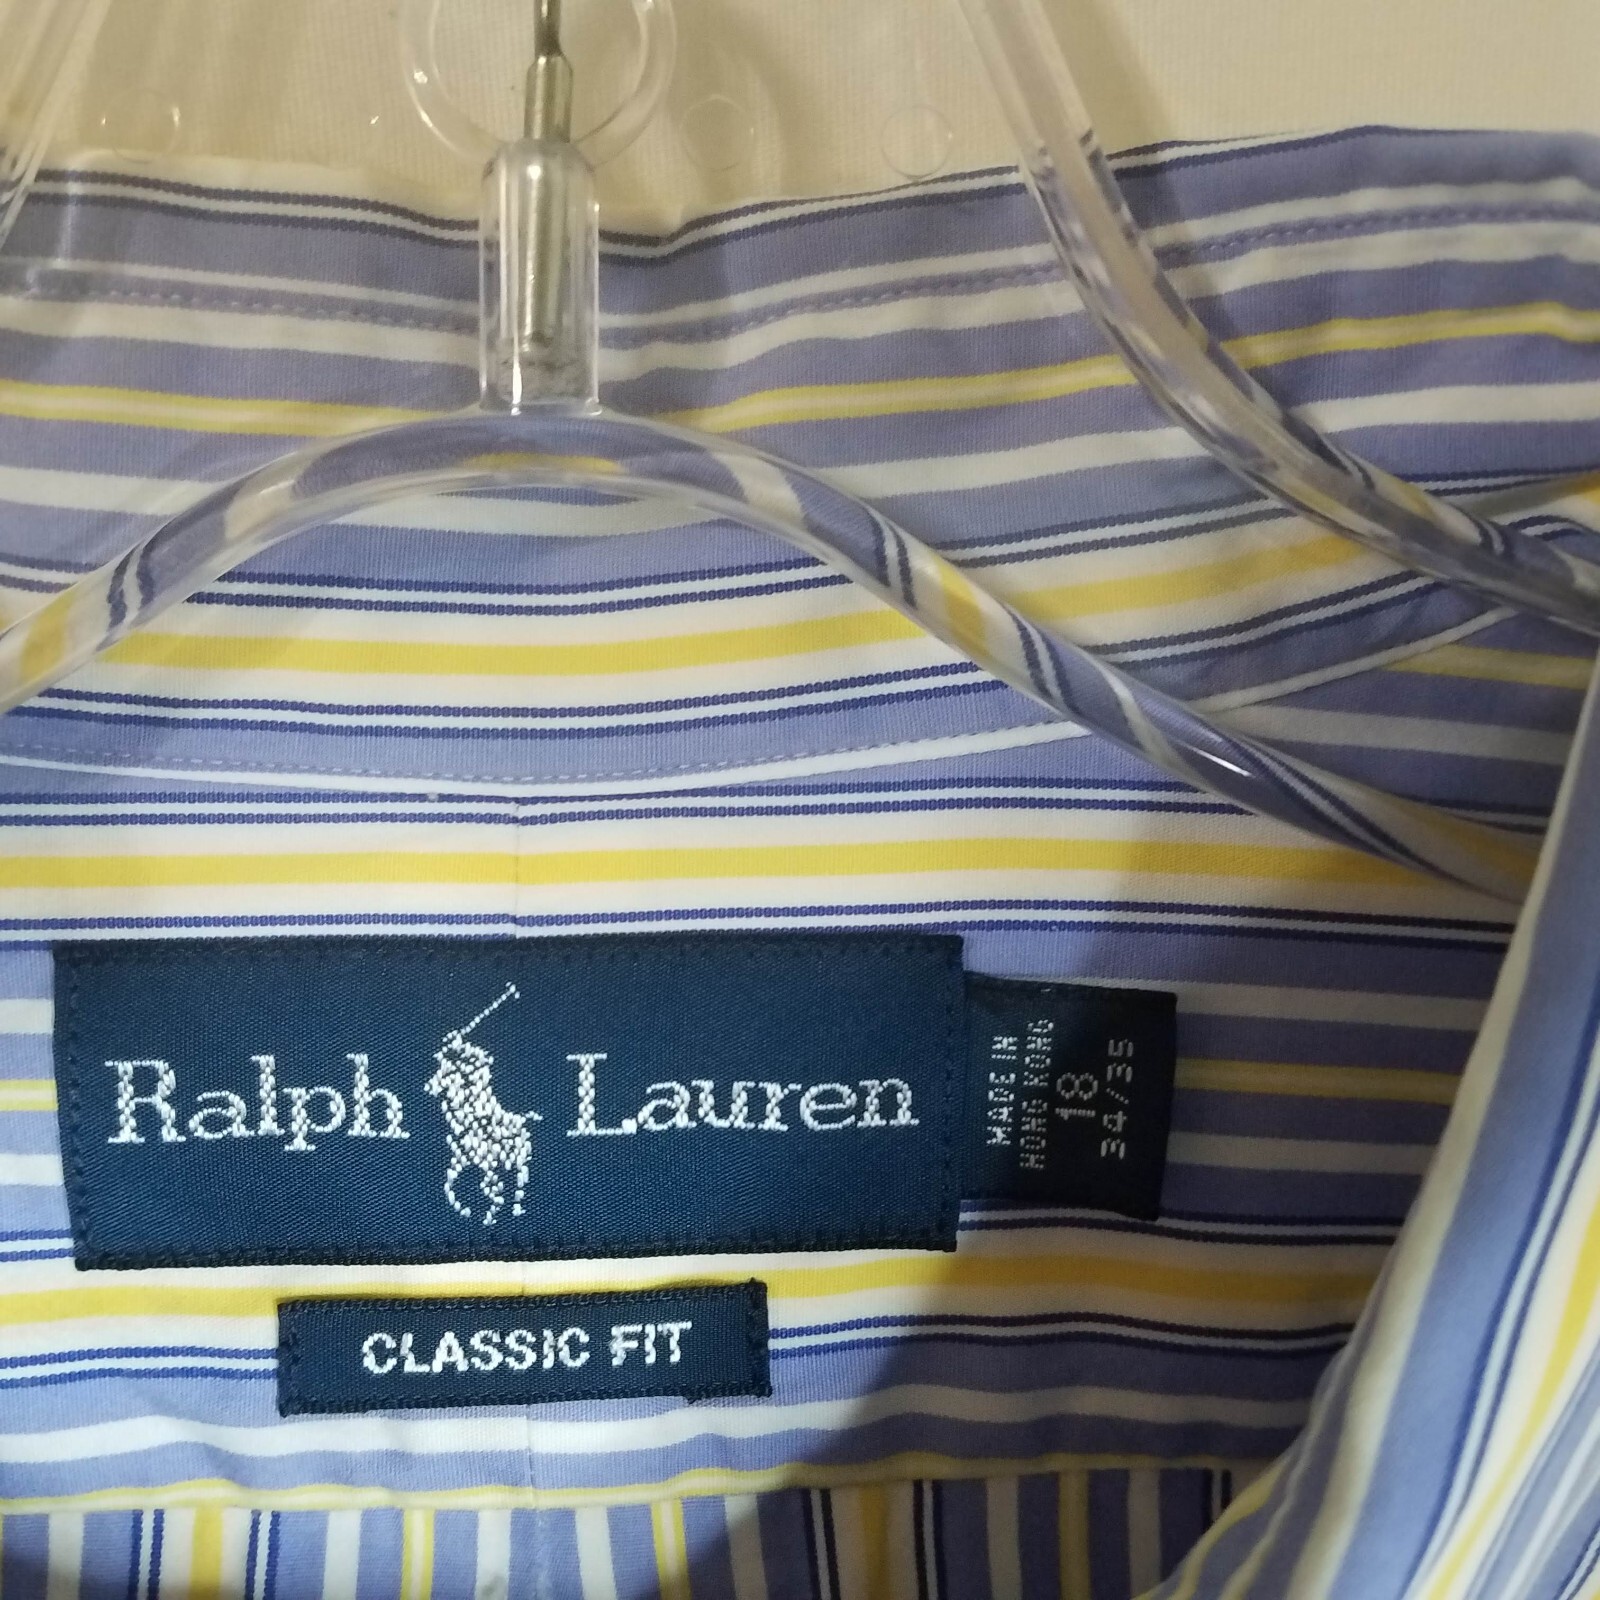 Ralph Lauren
MADE IN
HONG KONG
18
34/35
CLASSIC FIT